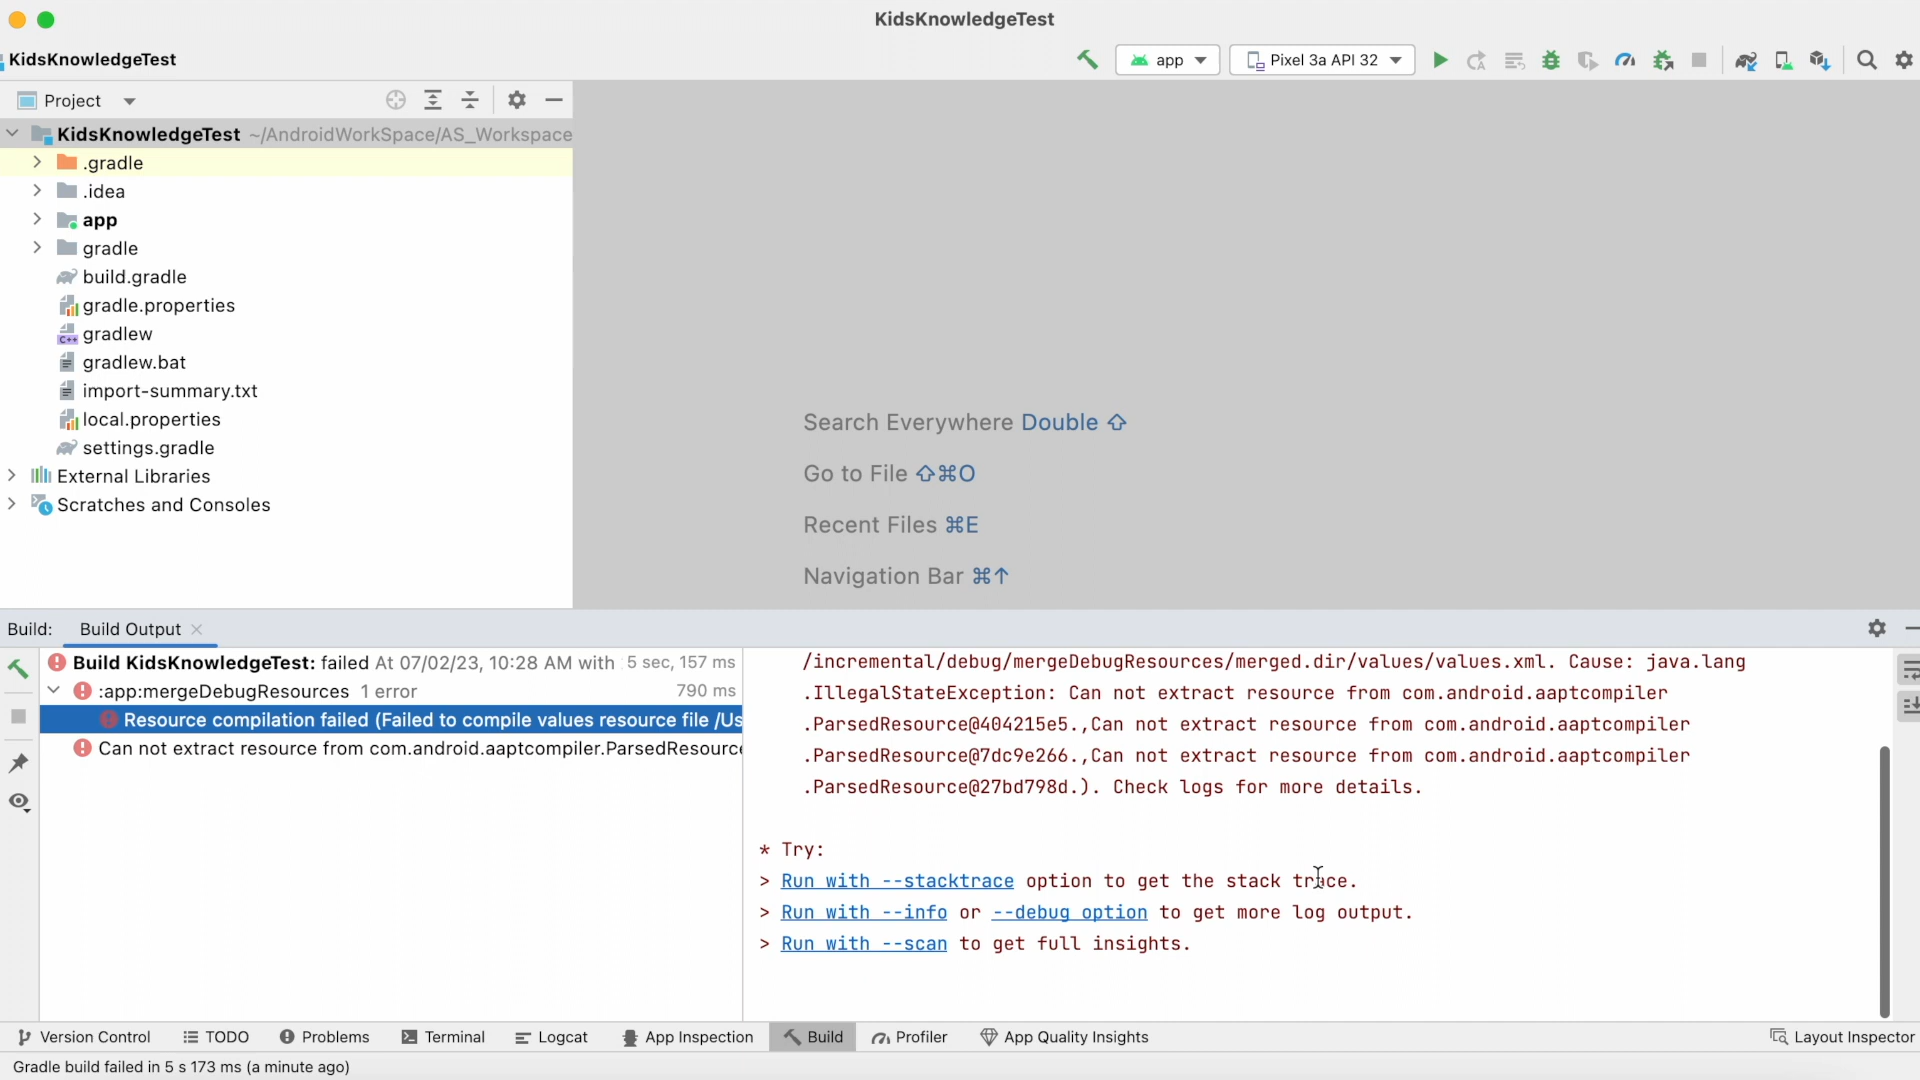 KidsKnowledgeTest
KidsKnowledgeTest
app
Pixel 3a API 32
Project
KidsKnowledgeTest ~/AndroidWorkSpace/AS_Workspace
.gradle
.idea
app
gradle
build.gradle
gradle.properties
gradlew
gradlew.bat
import-summary.txt
local.properties
settings.gradle
External Libraries
Scratches and Consoles
Search Everywhere Double ⇧
Go to File ⇧⌘O
Recent Files ⌘E
Navigation Bar ⌘↑
Build: Build Output
Build KidsKnowledgeTest: failed At 07/02/23, 10:28 AM with 5 sec, 157 ms
:app:mergeDebugResources 1 error 790 ms
Resource compilation failed (Failed to compile values resource file /Us
Can not extract resource from com.android.aaptcompiler.ParsedResource
/incremental/debug/mergeDebugResources/merged.dir/values/values.xml. Cause: java.lang
.IllegalStateException: Can not extract resource from com.android.aaptcompiler
.ParsedResource@404215e5.,Can not extract resource from com.android.aaptcompiler
.ParsedResource@7dc9e266.,Can not extract resource from com.android.aaptcompiler
.ParsedResource@27bd798d.). Check logs for more details.
* Try:
> Run with --stacktrace option to get the stack trace.
> Run with --info or --debug option to get more log output.
> Run with --scan to get full insights.
Version Control
TODO
Problems
Terminal
Logcat
App Inspection
Build
Profiler
App Quality Insights
Layout Inspector
Gradle build failed in 5 s 173 ms (a minute ago)